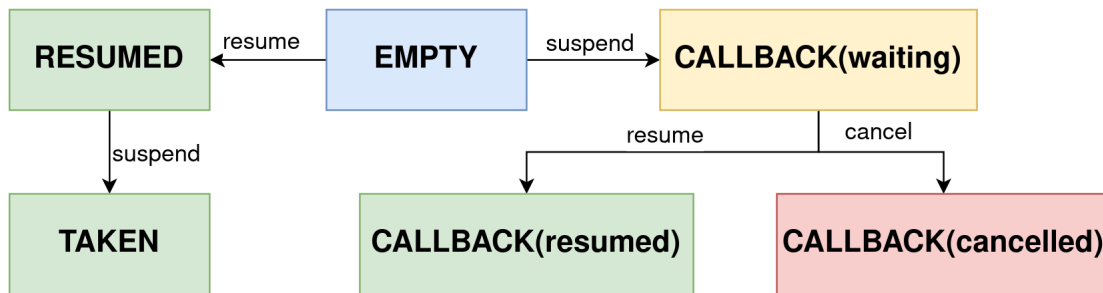 RESUMED
resume
EMPTY
suspend
CALLBACK(waiting)
suspend
resume
cancel
TAKEN
CALLBACK(resumed)
CALLBACK(cancelled)